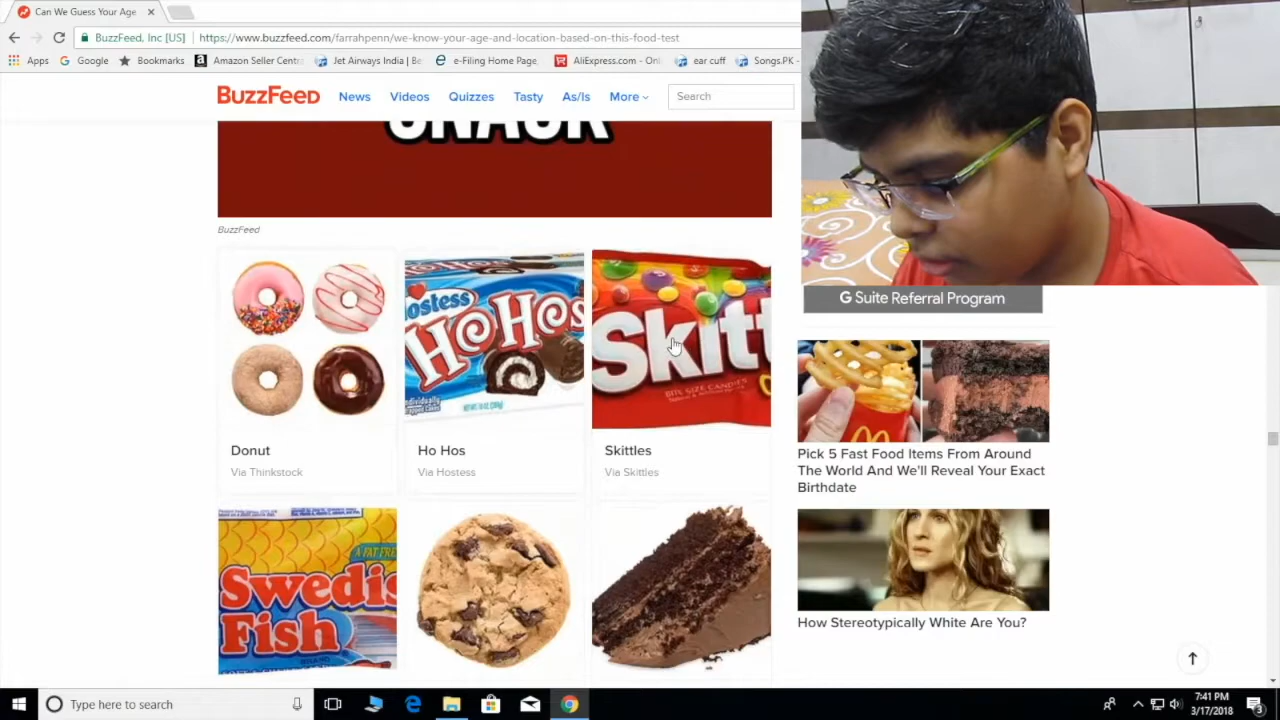 Can We Guess Your Age
BuzzFeed, Inc [US]
https://www.buzzfeed.com/farrahpenn/we-know-your-age-and-location-based-on-this-food-test
Apps
Google
Bookmarks
Amazon Seller Centr
Jet Airways India | Be
e-Filing Home Page,
AliExpress.com - Onl
ear cuff
Songs.PK -
BuzzFeed
News
Videos
Quizzes
Tasty
As/Is
More
Search
SNACK
BuzzFeed
G Suite Referral Program
Hostess
HoHos
Skitt
BITE SIZE CANDIES
Donut
Via Thinkstock
Ho Hos
Via Hostess
Skittles
Via Skittles
Pick 5 Fast Food Items From Around
The World And We'll Reveal Your Exact
Birthdate
A FAT FRE
Swedis
Fish
How Stereotypically White Are You?
Type here to search
7:41 PM
3/17/2018
3